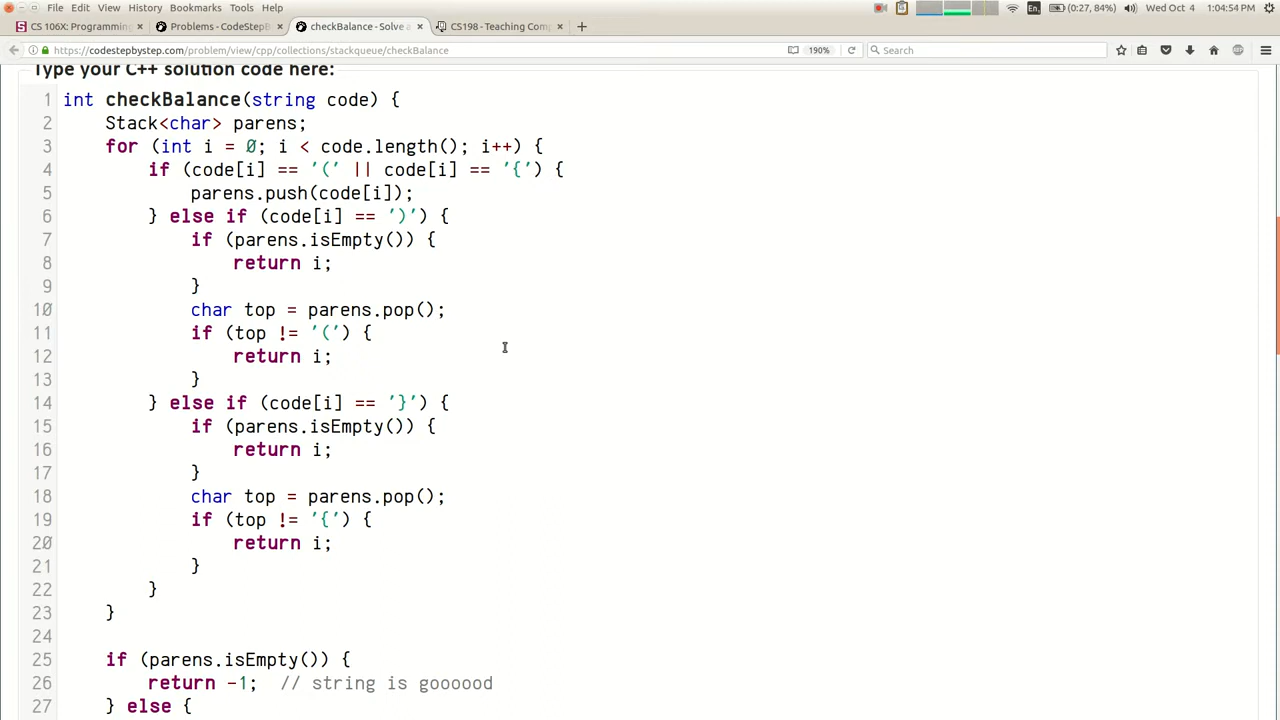 File Edit View History Bookmarks Tools Help
En (0:27, 84%) Wed Oct 4 1:04:54 PM
CS 106X: Programming × Problems - CodeStepB × checkBalance - Solve a × CS198 - Teaching Com × +
https://codestepbystep.com/problem/view/cpp/collections/stackqueue/checkBalance 190% Search
Type your C++ solution code here:
1 int checkBalance(string code) {
2 Stack<char> parens;
3 for (int i = 0; i < code.length(); i++) {
4 if (code[i] == '(' || code[i] == '{') {
5 parens.push(code[i]);
6 } else if (code[i] == ')') {
7 if (parens.isEmpty()) {
8 return i;
9 }
10 char top = parens.pop();
11 if (top != '(') {
12 return i;
13 }
14 } else if (code[i] == '}') {
15 if (parens.isEmpty()) {
16 return i;
17 }
18 char top = parens.pop();
19 if (top != '{') {
20 return i;
21 }
22 }
23 }
24
25 if (parens.isEmpty()) {
26 return -1; // string is goooood
27 } else {